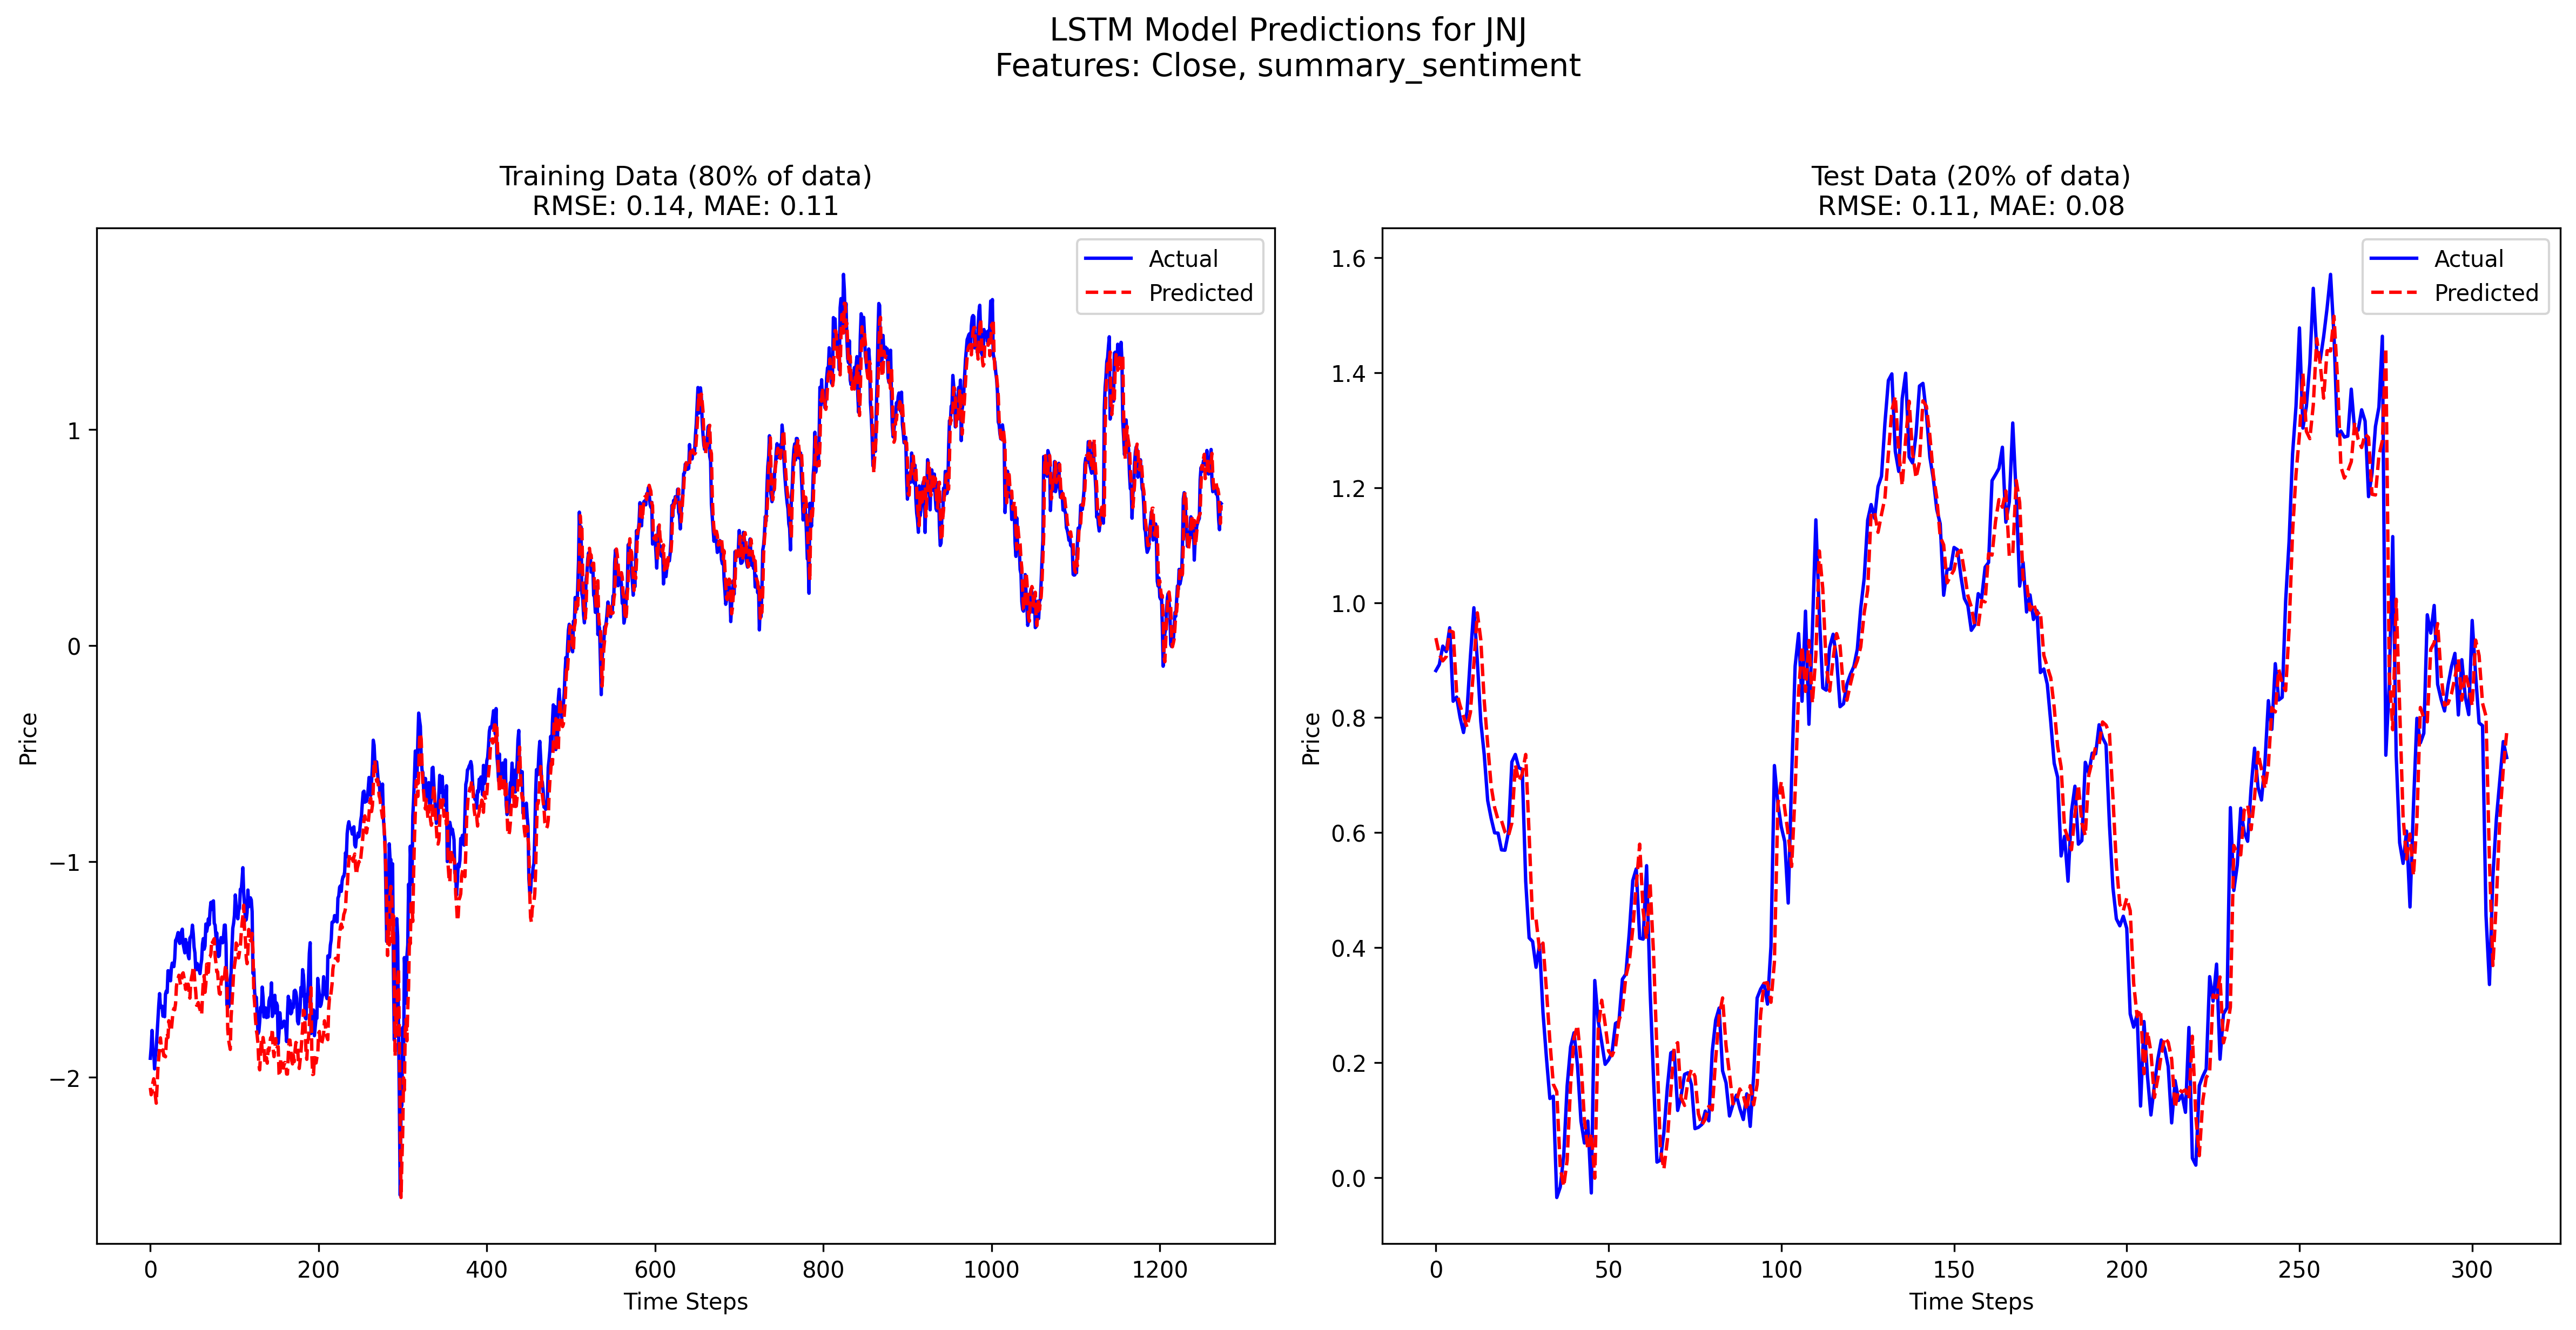 LSTM Model Predictions for JNJ
Features: Close, summary_sentiment
Training Data (80% of data)
RMSE: 0.14, MAE: 0.11
Actual
Predicted
1
0
−1
−2
Price
0 200 400 600 800 1000 1200
Time Steps
Test Data (20% of data)
RMSE: 0.11, MAE: 0.08
Actual
Predicted
1.6
1.4
1.2
1.0
0.8
0.6
0.4
0.2
0.0
Price
0 50 100 150 200 250 300
Time Steps